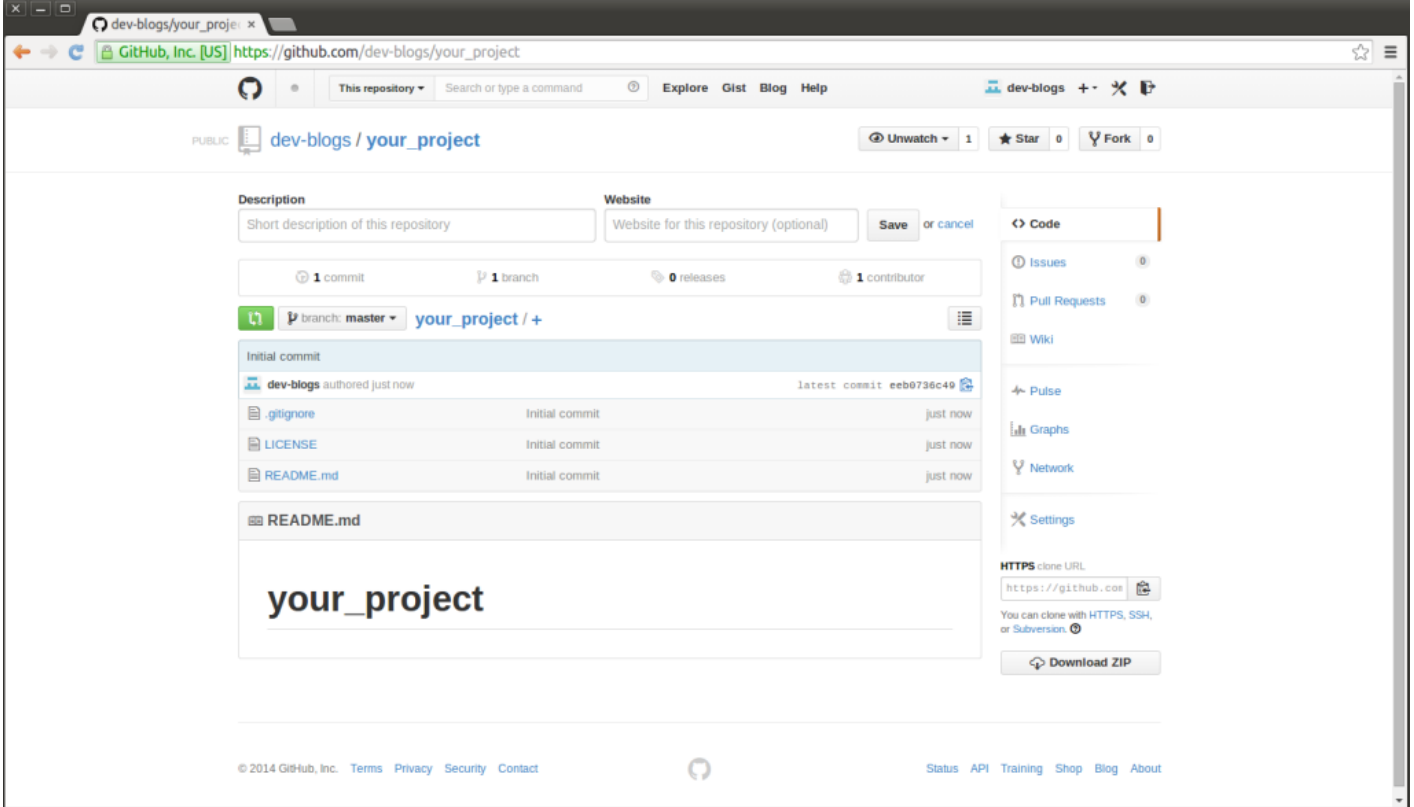 dev-blogs/your_projec ×
GitHub, Inc. [US] https://github.com/dev-blogs/your_project
This repository Search or type a command Explore Gist Blog Help dev-blogs
PUBLIC dev-blogs / your_project Unwatch 1 Star 0 Fork 0
Description Website
Short description of this repository Website for this repository (optional) Save or cancel
1 commit 1 branch 0 releases 1 contributor
branch: master your_project / +
Initial commit
dev-blogs authored just now latest commit eeb0736c49
.gitignore Initial commit just now
LICENSE Initial commit just now
README.md Initial commit just now
README.md
your_project
Code
Issues 0
Pull Requests 0
Wiki
Pulse
Graphs
Network
Settings
HTTPS clone URL
https://github.com
You can clone with HTTPS, SSH,
or Subversion.
Download ZIP
© 2014 GitHub, Inc. Terms Privacy Security Contact Status API Training Shop Blog About